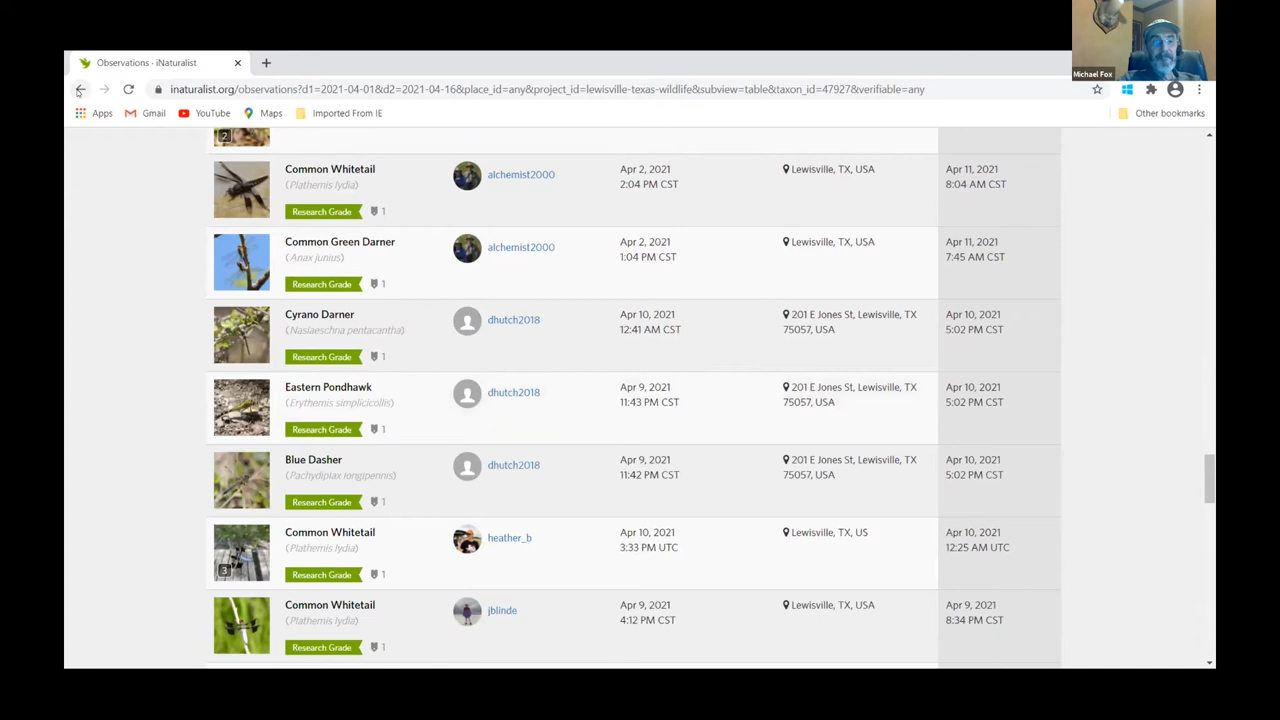 Observations · iNaturalist
Michael Fox
inaturalist.org/observations?d1=2021-04-01&d2=2021-04-16&place_id=any&project_id=lewisville-texas-wildlife&subview=table&taxon_id=47927&verifiable=any
Apps Gmail YouTube Maps Imported From IE Other bookmarks
2
Common Whitetail alchemist2000 Apr 2, 2021 Lewisville, TX, USA Apr 11, 2021
(Plathemis lydia) 2:04 PM CST 8:04 AM CST
Research Grade 1
Common Green Darner alchemist2000 Apr 2, 2021 Lewisville, TX, USA Apr 11, 2021
(Anax junius) 1:04 PM CST 7:45 AM CST
Research Grade 1
Cyrano Darner dhutch2018 Apr 10, 2021 201 E Jones St, Lewisville, TX Apr 10, 2021
(Nasiaeschna pentacantha) 12:41 AM CST 75057, USA 5:02 PM CST
Research Grade 1
Eastern Pondhawk dhutch2018 Apr 9, 2021 201 E Jones St, Lewisville, TX Apr 10, 2021
(Erythemis simplicicollis) 11:43 PM CST 75057, USA 5:02 PM CST
Research Grade 1
Blue Dasher dhutch2018 Apr 9, 2021 201 E Jones St, Lewisville, TX Apr 10, 2021
(Pachydiplax longipennis) 11:42 PM CST 75057, USA 5:02 PM CST
Research Grade 1
Common Whitetail heather_b Apr 10, 2021 Lewisville, TX, US Apr 10, 2021
(Plathemis lydia) 3:33 PM UTC 12:25 AM UTC
3 Research Grade 1
Common Whitetail jblinde Apr 9, 2021 Lewisville, TX, USA Apr 9, 2021
(Plathemis lydia) 4:12 PM CST 8:34 PM CST
Research Grade 1